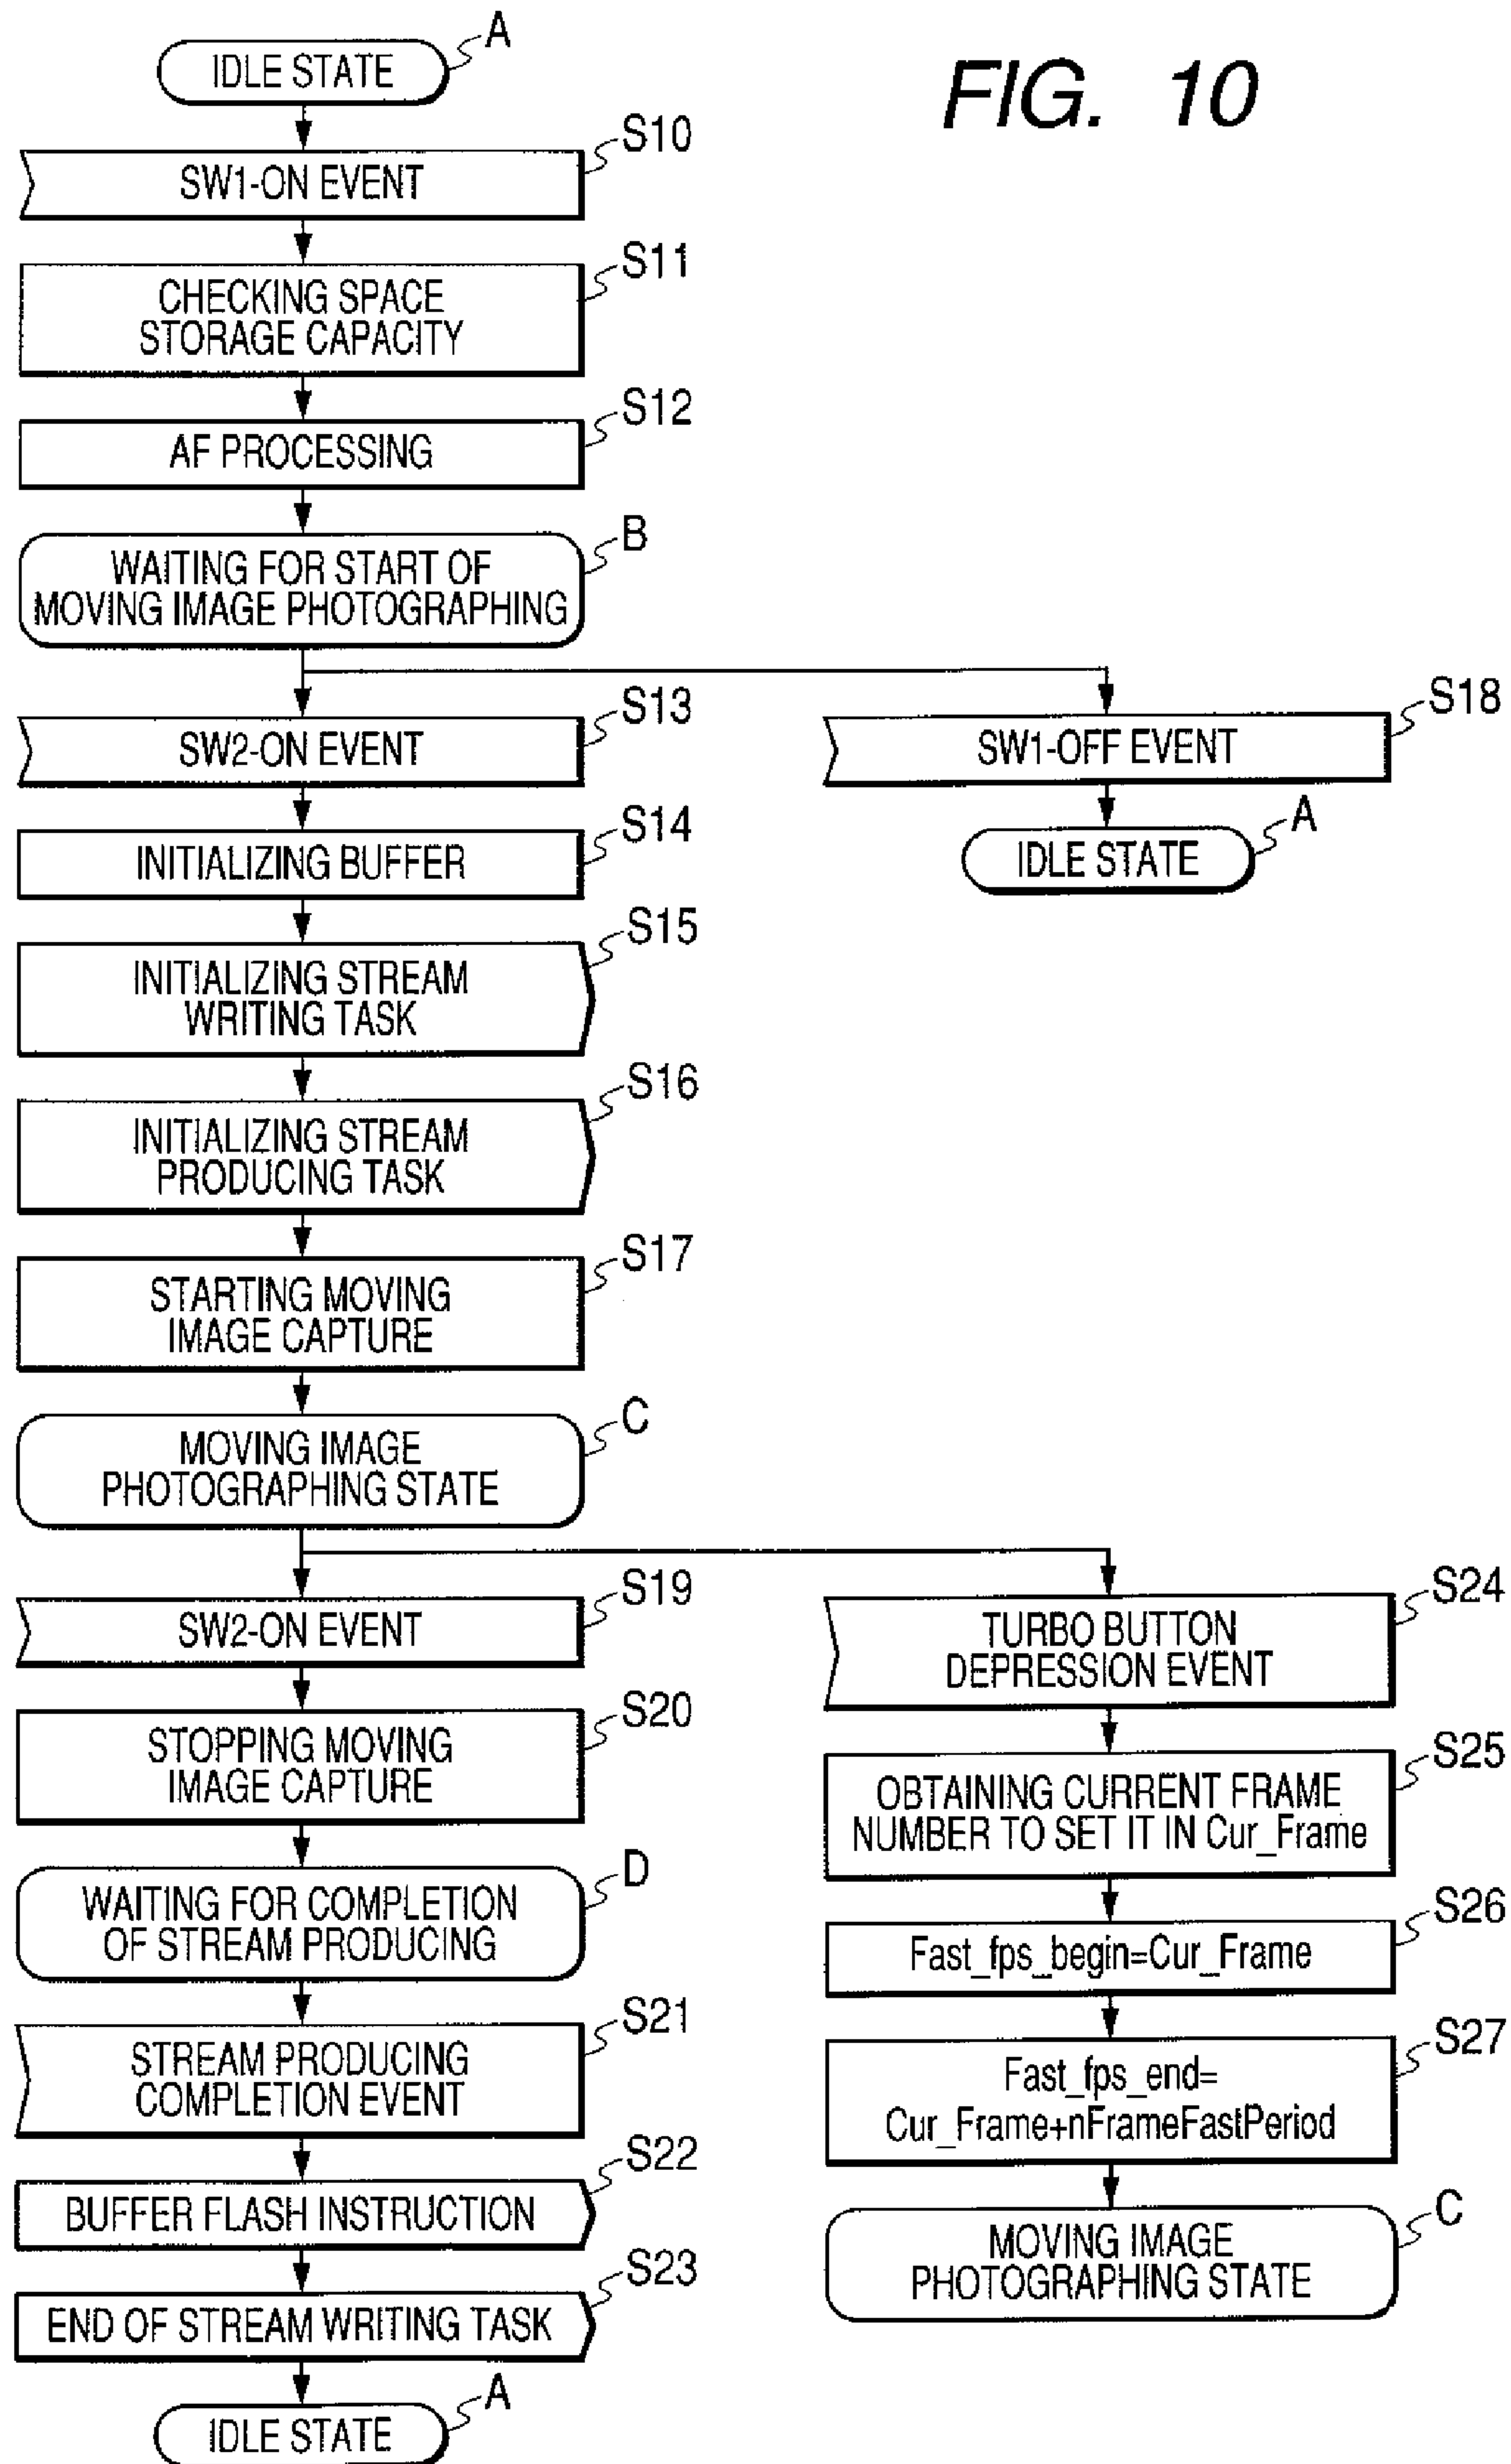 FIG. 10
IDLE STATE
A
SW1-ON EVENT
S10
CHECKING SPACE
STORAGE CAPACITY
S11
AF PROCESSING
S12
WAITING FOR START OF
MOVING IMAGE PHOTOGRAPHING
B
SW2-ON EVENT
S13
INITIALIZING BUFFER
S14
INITIALIZING STREAM
WRITING TASK
S15
INITIALIZING STREAM
PRODUCING TASK
S16
STARTING MOVING
IMAGE CAPTURE
S17
MOVING IMAGE
PHOTOGRAPHING STATE
C
SW1-OFF EVENT
S18
IDLE STATE
A
SW2-ON EVENT
S19
STOPPING MOVING
IMAGE CAPTURE
S20
WAITING FOR COMPLETION
OF STREAM PRODUCING
D
STREAM PRODUCING
COMPLETION EVENT
S21
BUFFER FLASH INSTRUCTION
S22
END OF STREAM WRITING TASK
S23
IDLE STATE
A
TURBO BUTTON
DEPRESSION EVENT
S24
OBTAINING CURRENT FRAME
NUMBER TO SET IT IN Cur_Frame
S25
Fast_fps_begin=Cur_Frame
S26
Fast_fps_end=
Cur_Frame+nFrameFastPeriod
S27
MOVING IMAGE
PHOTOGRAPHING STATE
C